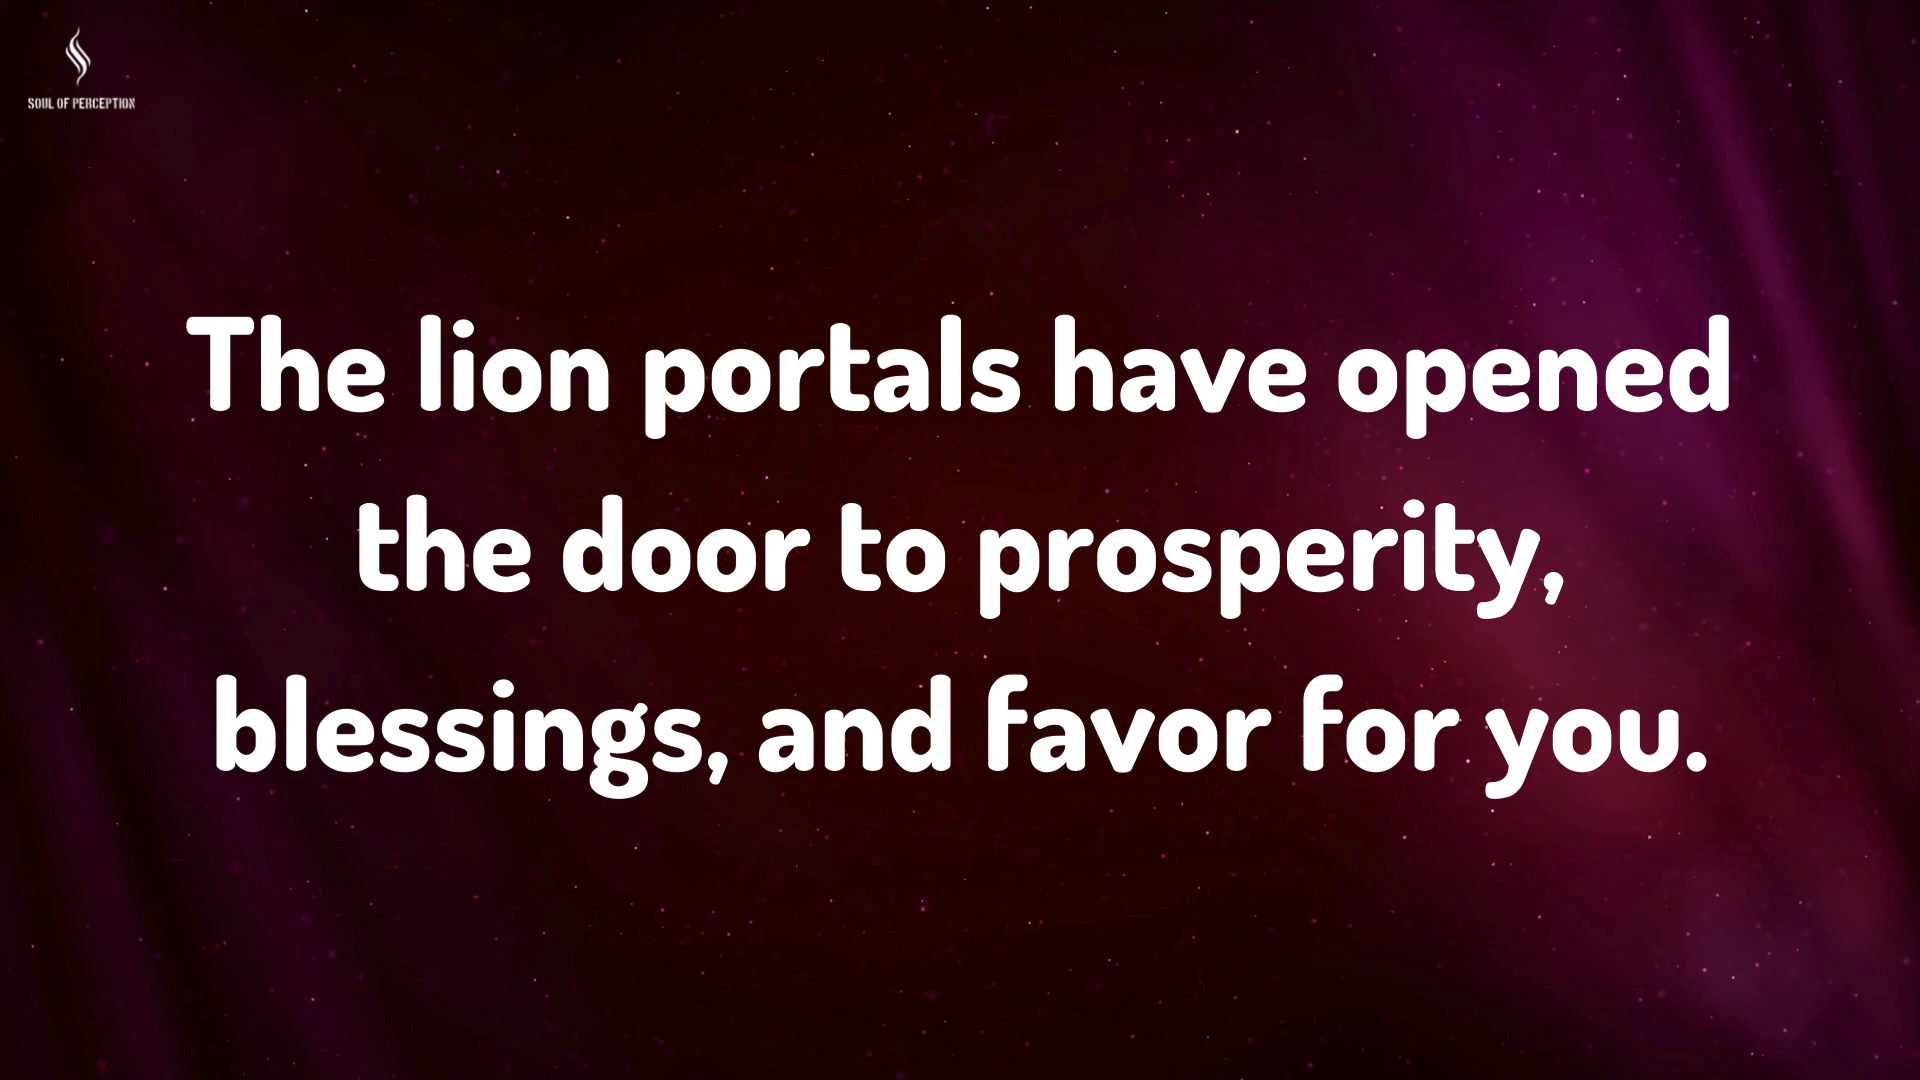 SOUL OF PERCEPTION
The lion portals have opened
the door to prosperity,
blessings, and favor for you.